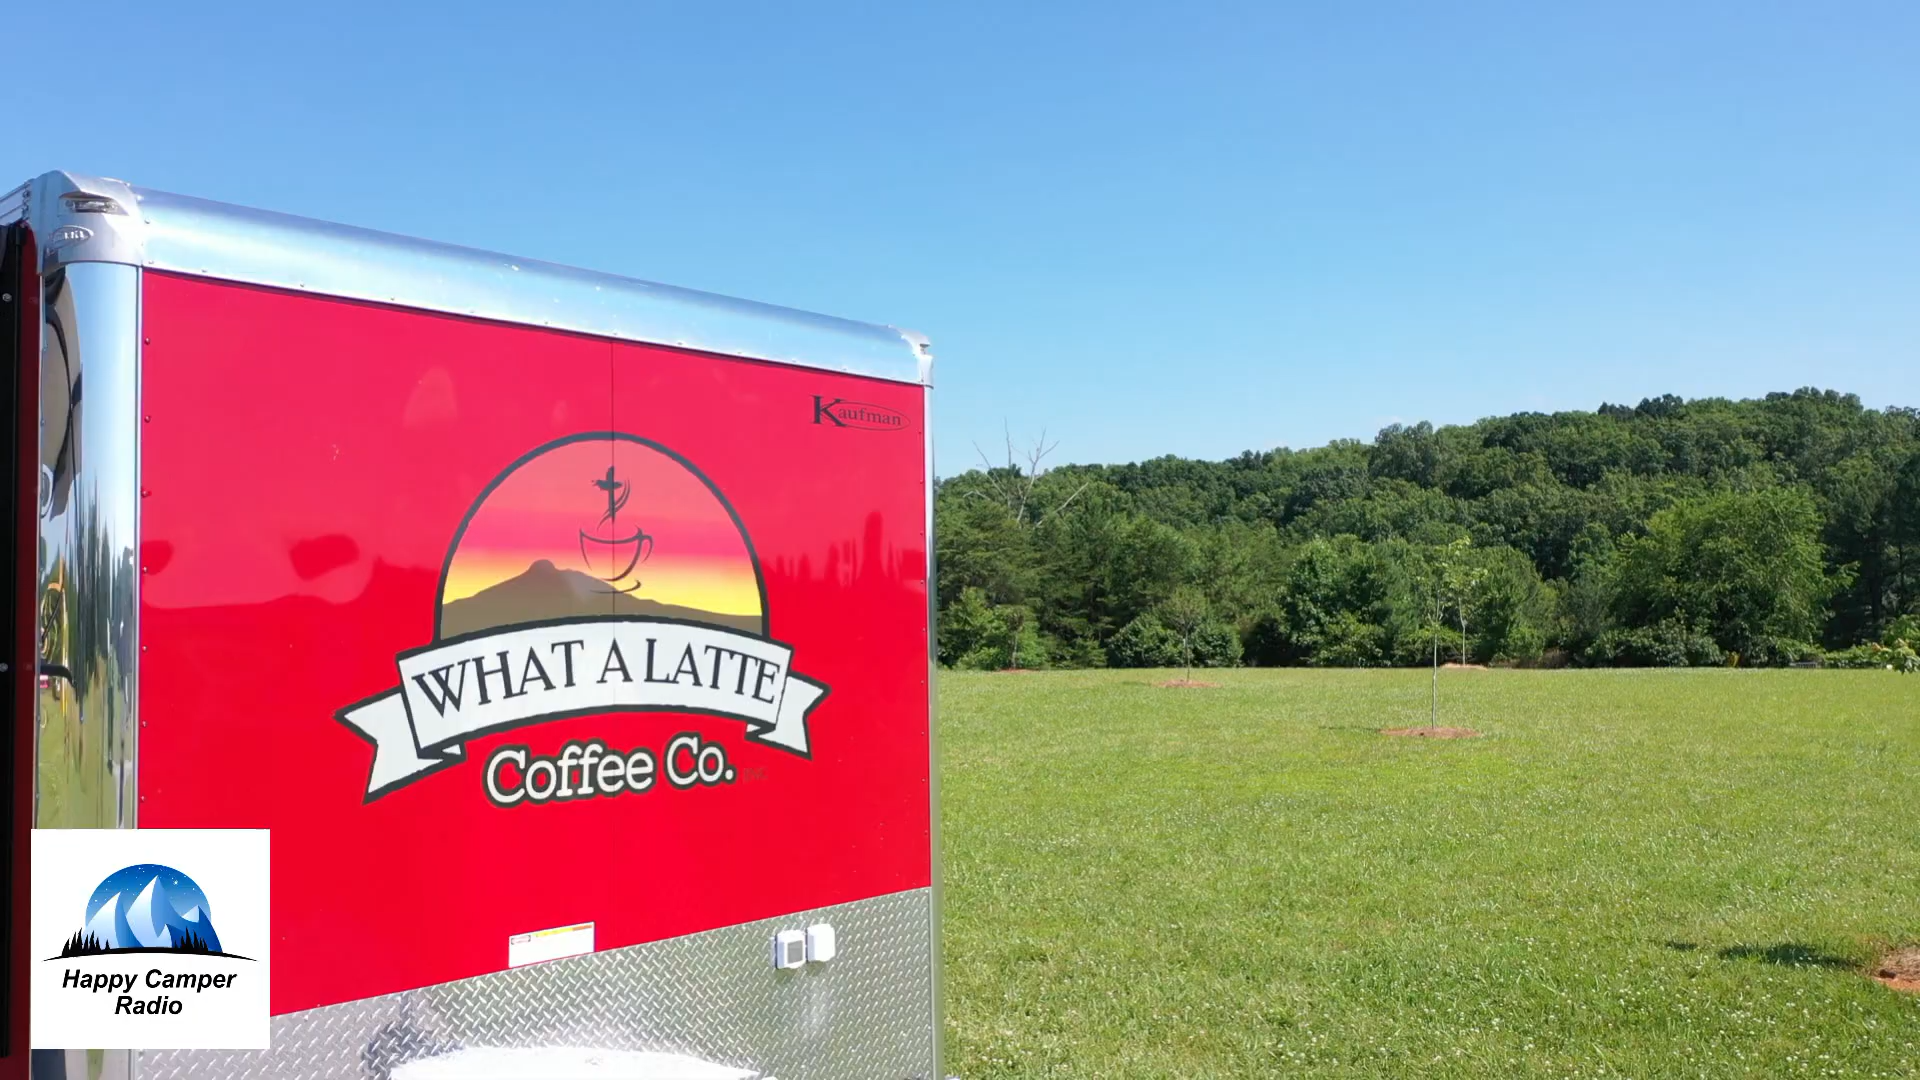 Kaufman
WHAT A LATTE
Coffee Co.
Happy Camper
Radio